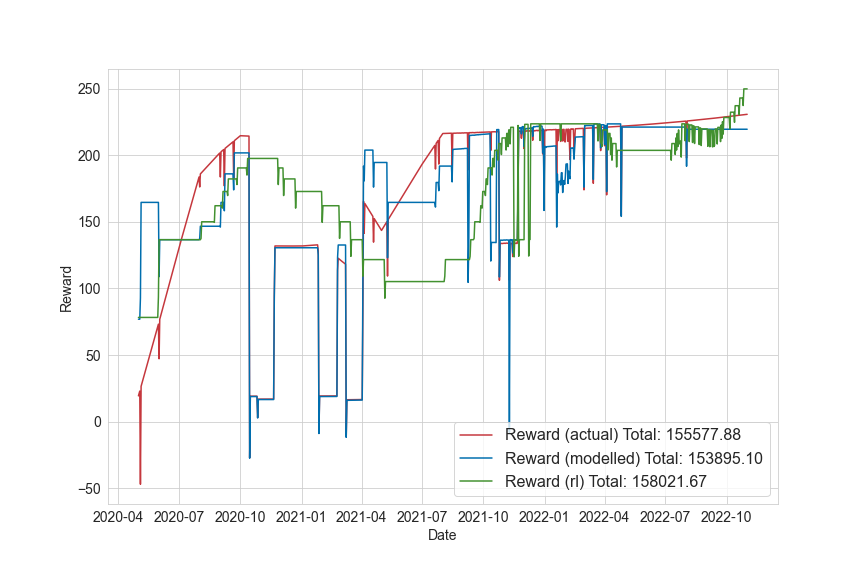 Reward
250
200
150
100
50
0
−50
2020-04 2020-07 2020-10 2021-01 2021-04 2021-07 2021-10 2022-01 2022-04 2022-07 2022-10
Date
Reward (actual) Total: 155577.88
Reward (modelled) Total: 153895.10
Reward (rl) Total: 158021.67